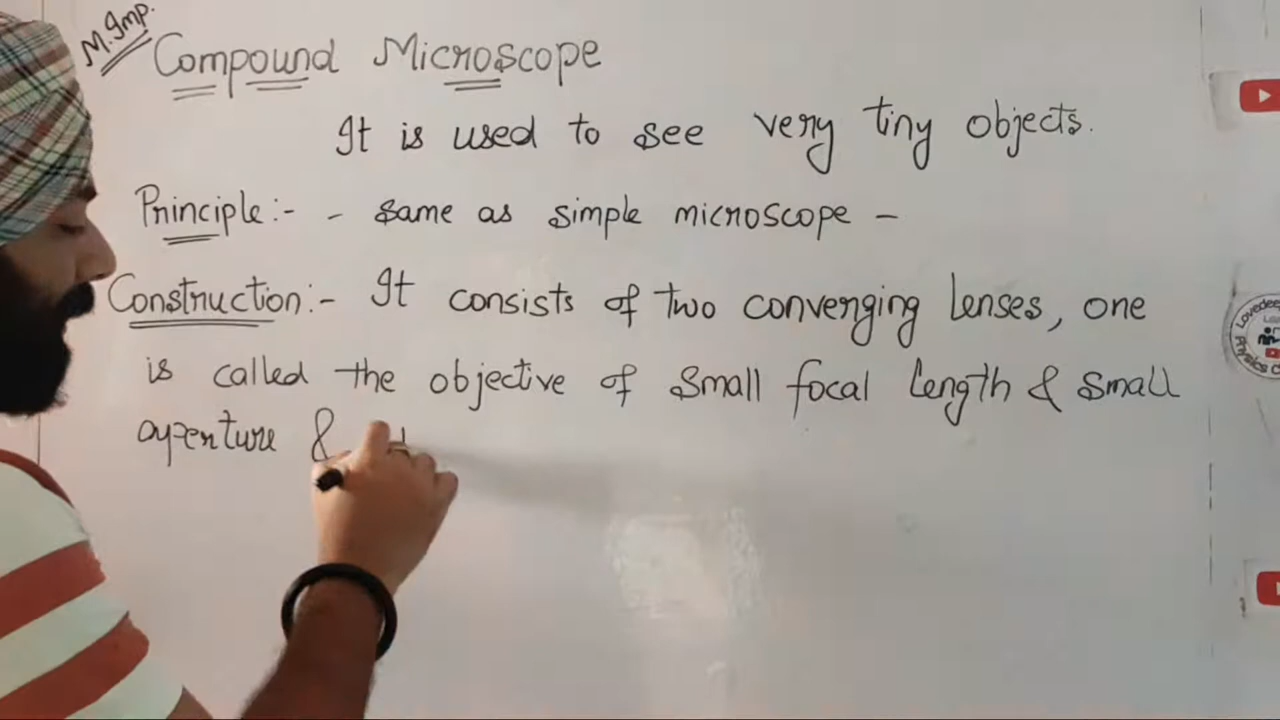 M. Imp.
Compound Microscope
It is used to see very tiny objects.
Principle:- - same as simple microscope -
Construction:- It consists of two converging lenses, one
is called the objective of small focal length & small
aperture &